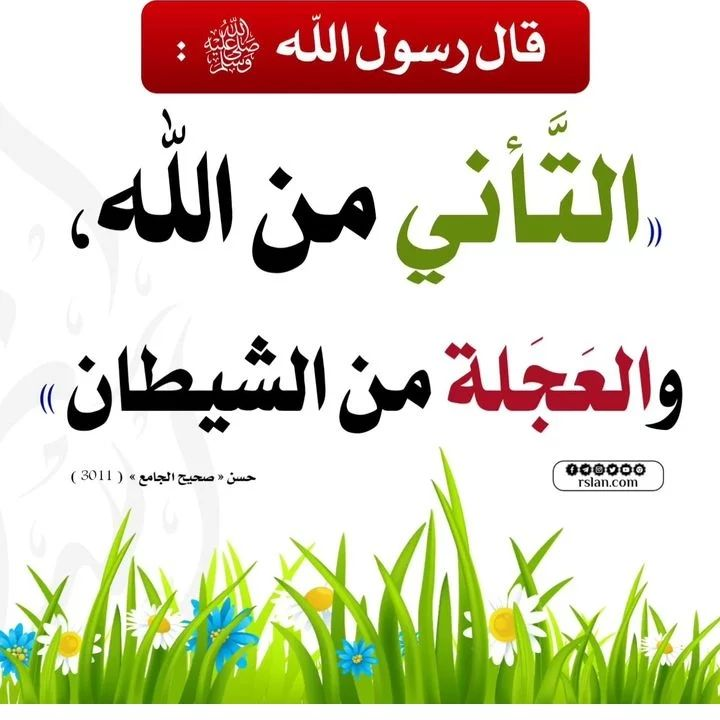 قال رسول الله ﷺ :
« التَّأني من الله ،
والعَجَلة من الشيطان »
حسن « صحيح الجامع » ( 3011 )
rslan.com